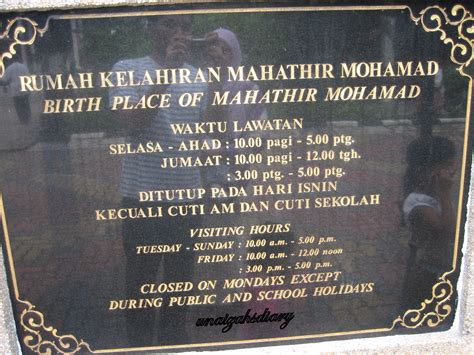 RUMAH KELAHIRAN MAHATHIR MOHAMAD
BIRTH PLACE OF MAHATHIR MOHAMAD
WAKTU LAWATAN
SELASA - AHAD : 10.00 pagi - 5.00 ptg.
JUMAAT : 10.00 pagi - 12.00 tgh.
: 3.00 ptg. - 5.00 ptg.
DITUTUP PADA HARI ISNIN
KECUALI CUTI AM DAN CUTI SEKOLAH
VISITING HOURS
TUESDAY - SUNDAY : 10.00 a.m. - 5.00 p.m.
FRIDAY : 10.00 a.m. - 12.00 noon
: 3.00 p.m. - 5.00 p.m.
CLOSED ON MONDAYS EXCEPT
DURING PUBLIC AND SCHOOL HOLIDAYS
unaizahsdiary